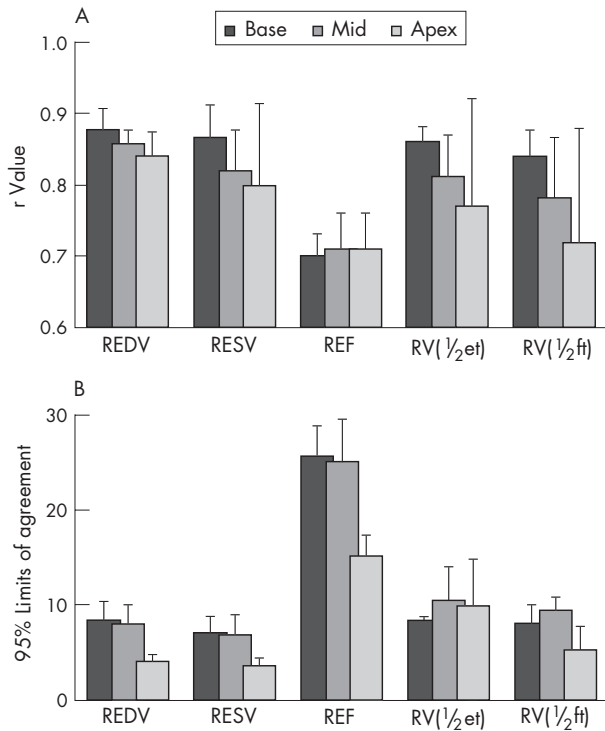 A
Base Mid Apex
1.0
0.9
0.8
0.7
0.6
r Value
REDV RESV REF RV(1/2et) RV(1/2ft)
B
30
20
10
0
95% Limits of agreement
REDV RESV REF RV(1/2et) RV(1/2ft)